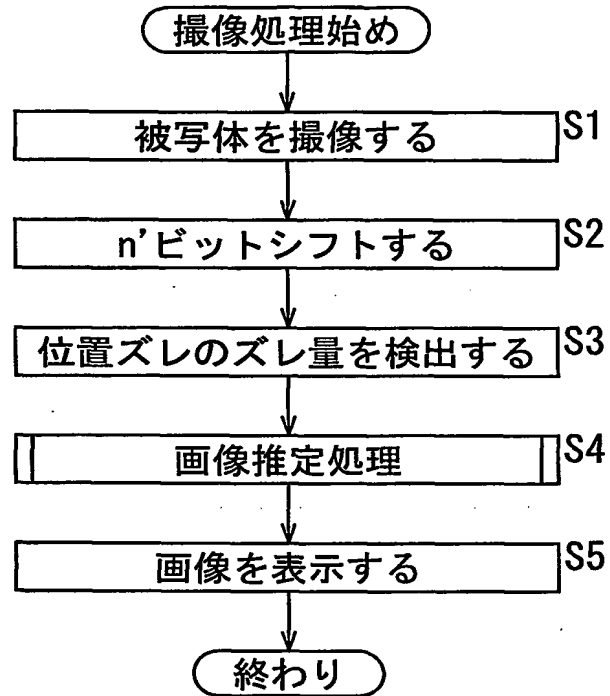 撮像処理始め
被写体を撮像する S1
n'ビットシフトする S2
位置ズレのズレ量を検出する S3
画像推定処理 S4
画像を表示する S5
終わり